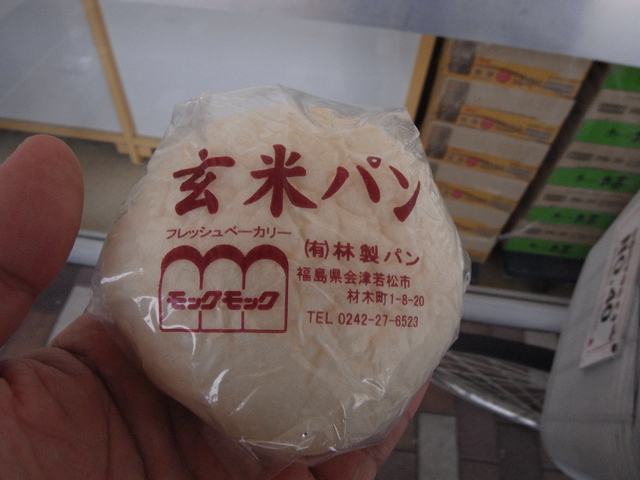 玄米パン
フレッシュベーカリー
モックモック
(有)林製パン
福島県会津若松市
材木町1-8-20
TEL 0242-27-6523